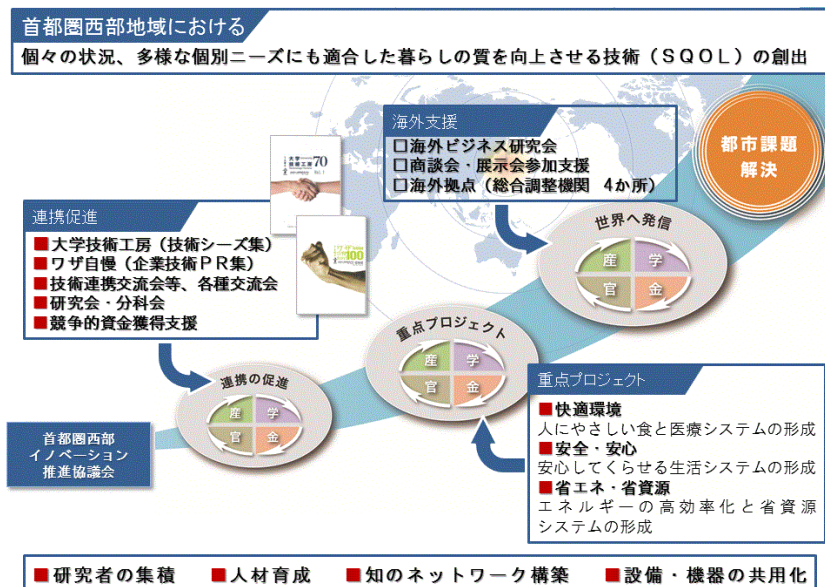 首都圏西部地域における
個々の状況、多様な個別ニーズにも適合した暮らしの質を向上させる技術(SQOL)の創出
海外支援
□海外ビジネス研究会
□商談会・展示会参加支援
□海外拠点(総合調整機関 4か所)
都市課題
解決
大学
技術工房70
No.1
100
連携促進
■大学技術工房(技術シーズ集)
■ワザ自慢(企業技術PR集)
■技術連携交流会等、各種交流会
■研究会・分科会
■競争的資金獲得支援
世界へ発信
産 学
官 金
重点プロジェクト
産 学
官 金
連携の促進
産 学
官 金
重点プロジェクト
■快適環境
人にやさしい食と医療システムの形成
■安全・安心
安心してくらせる生活システムの形成
■省エネ・省資源
エネルギーの高効率化と省資源
システムの形成
首都圏西部
イノベーション
推進協議会
■研究者の集積 ■人材育成 ■知のネットワーク構築 ■設備・機器の共用化